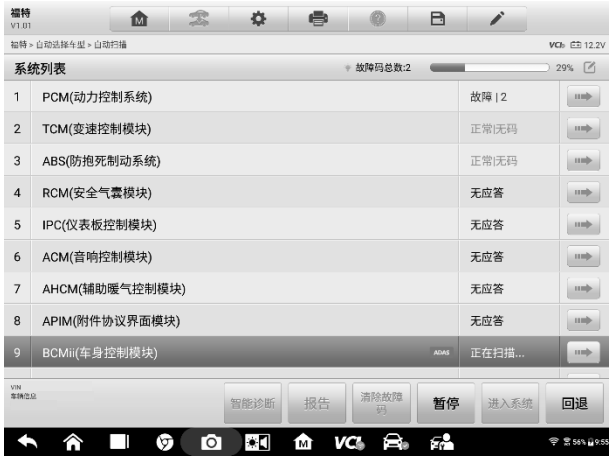 福特
V1.01
福特 > 自动选择车型 > 自动扫描
VCI 12.2V
系统列表
故障码总数:2
29%
1 PCM(动力控制系统) 故障 | 2
2 TCM(变速控制模块) 正常|无码
3 ABS(防抱死制动系统) 正常|无码
4 RCM(安全气囊模块) 无应答
5 IPC(仪表板控制模块) 无应答
6 ACM(音响控制模块) 无应答
7 AHCM(辅助暖气控制模块) 无应答
8 APIM(附件协议界面模块) 无应答
9 BCMii(车身控制模块) ADAS 正在扫描...
VIN
车辆信息
智能诊断 报告 清除故障码 暂停 进入系统 回退
M VCI 56% 9:55